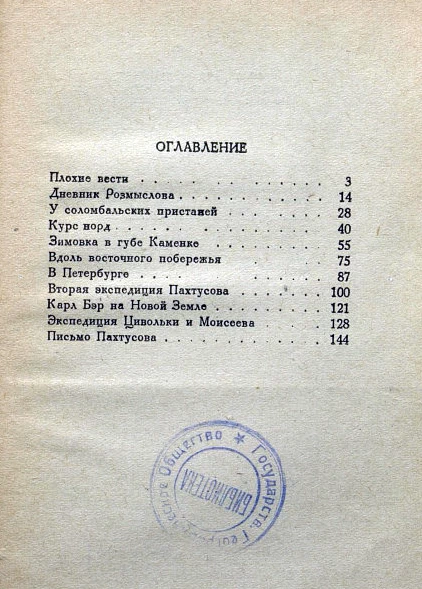 ОГЛАВЛЕНИЕ
Плохие вести . . . . . . . . . . 3
Дневник Розмыслова . . . . . . . . . . 14
У соломбальских пристаней . . . . . . . 28
Курс норд . . . . . . . . . . . . 40
Зимовка в губе Каменке . . . . . . . . 55
Вдоль восточного побережья . . . . . 75
В Петербурге . . . . . . . . . . . 87
Вторая экспедиция Пахтусова . . . . . . 100
Карл Бэр на Новой Земле . . . . . . . . 121
Экспедиция Цивольки и Моисеева . . . . 128
Письмо Пахтусова . . . . . . . . . . 144
Общество ★ Государств.
БИБЛИОТЕКА